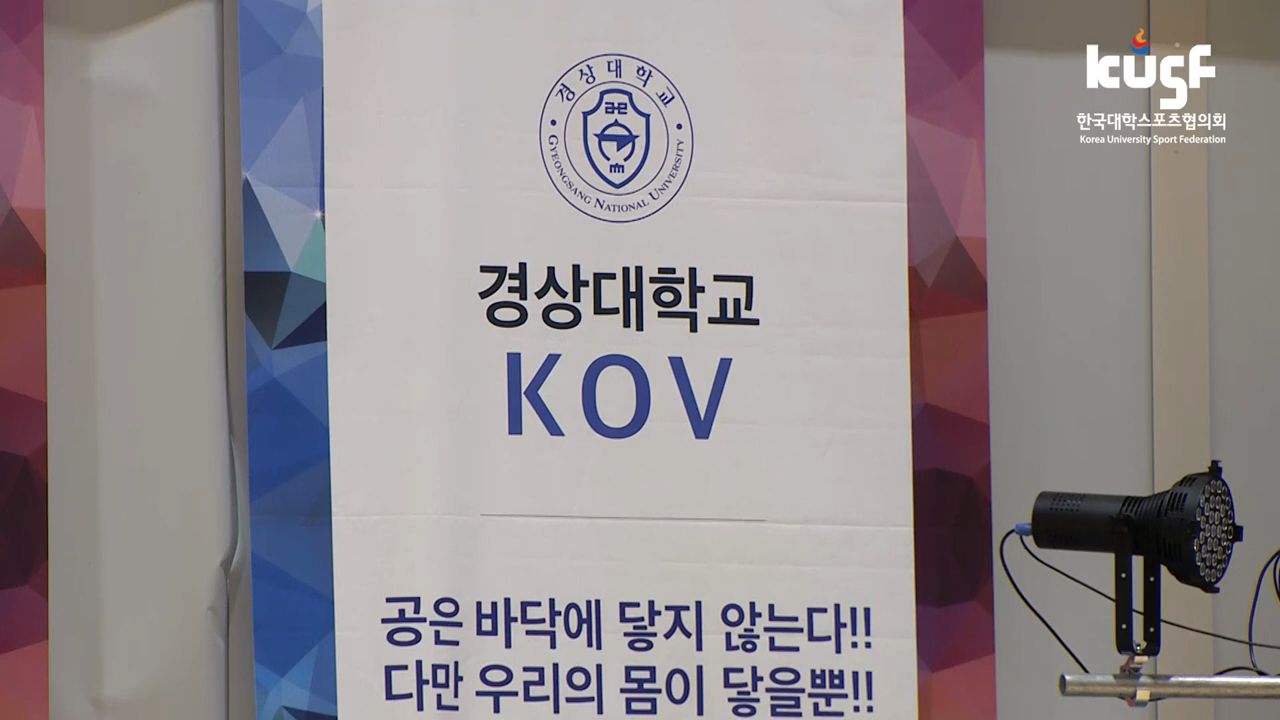 kusf
한국대학스포츠협의회
Korea University Sport Federation
경상대학교
GYEONGSANG NATIONAL UNIVERSITY
경상대학교
KOV
공은 바닥에 닿지 않는다!!
다만 우리의 몸이 닿을뿐!!